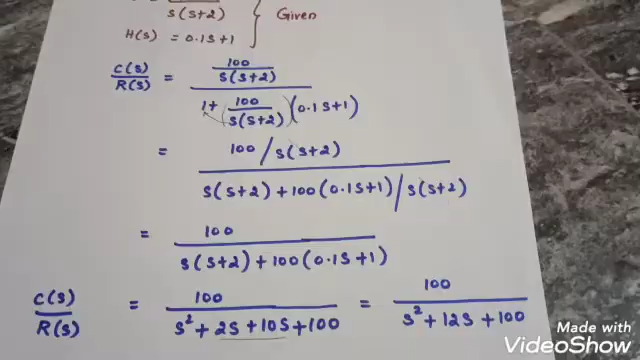 s(s+2)
H(s) = 0.1s+1 } Given
C(s)/R(s) = 100/s(s+2) / 1+(100/s(s+2))(0.1s+1)
= 100/s(s+2) / s(s+2)+100(0.1s+1)/s(s+2)
= 100 / s(s+2)+100(0.1s+1)
C(s)/R(s) = 100 / s²+2s+10s+100 = 100 / s²+12s+100
Made with
VideoShow